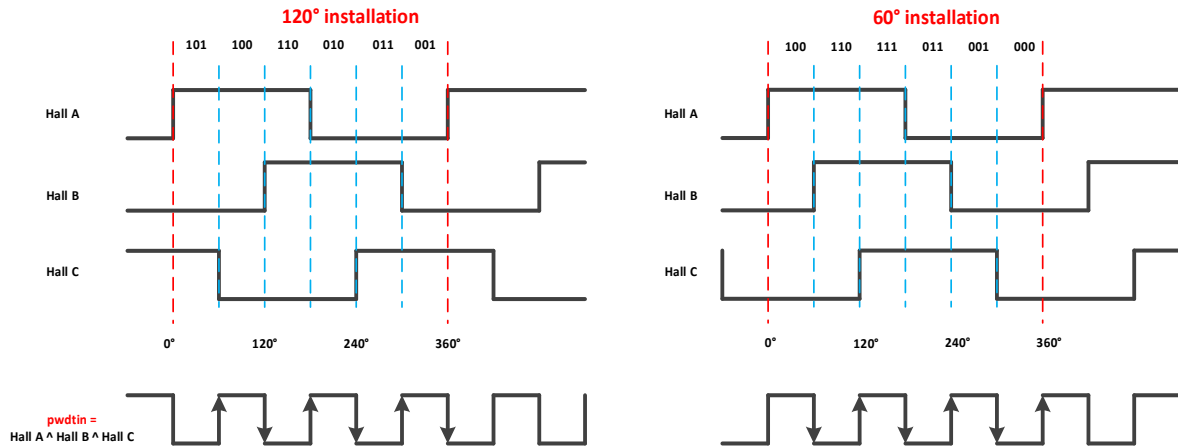 120° installation
101 100 110 010 011 001
Hall A
Hall B
Hall C
0° 120° 240° 360°
pwdtin =
Hall A ^ Hall B ^ Hall C
60° installation
100 110 111 011 001 000
Hall A
Hall B
Hall C
0° 120° 240° 360°